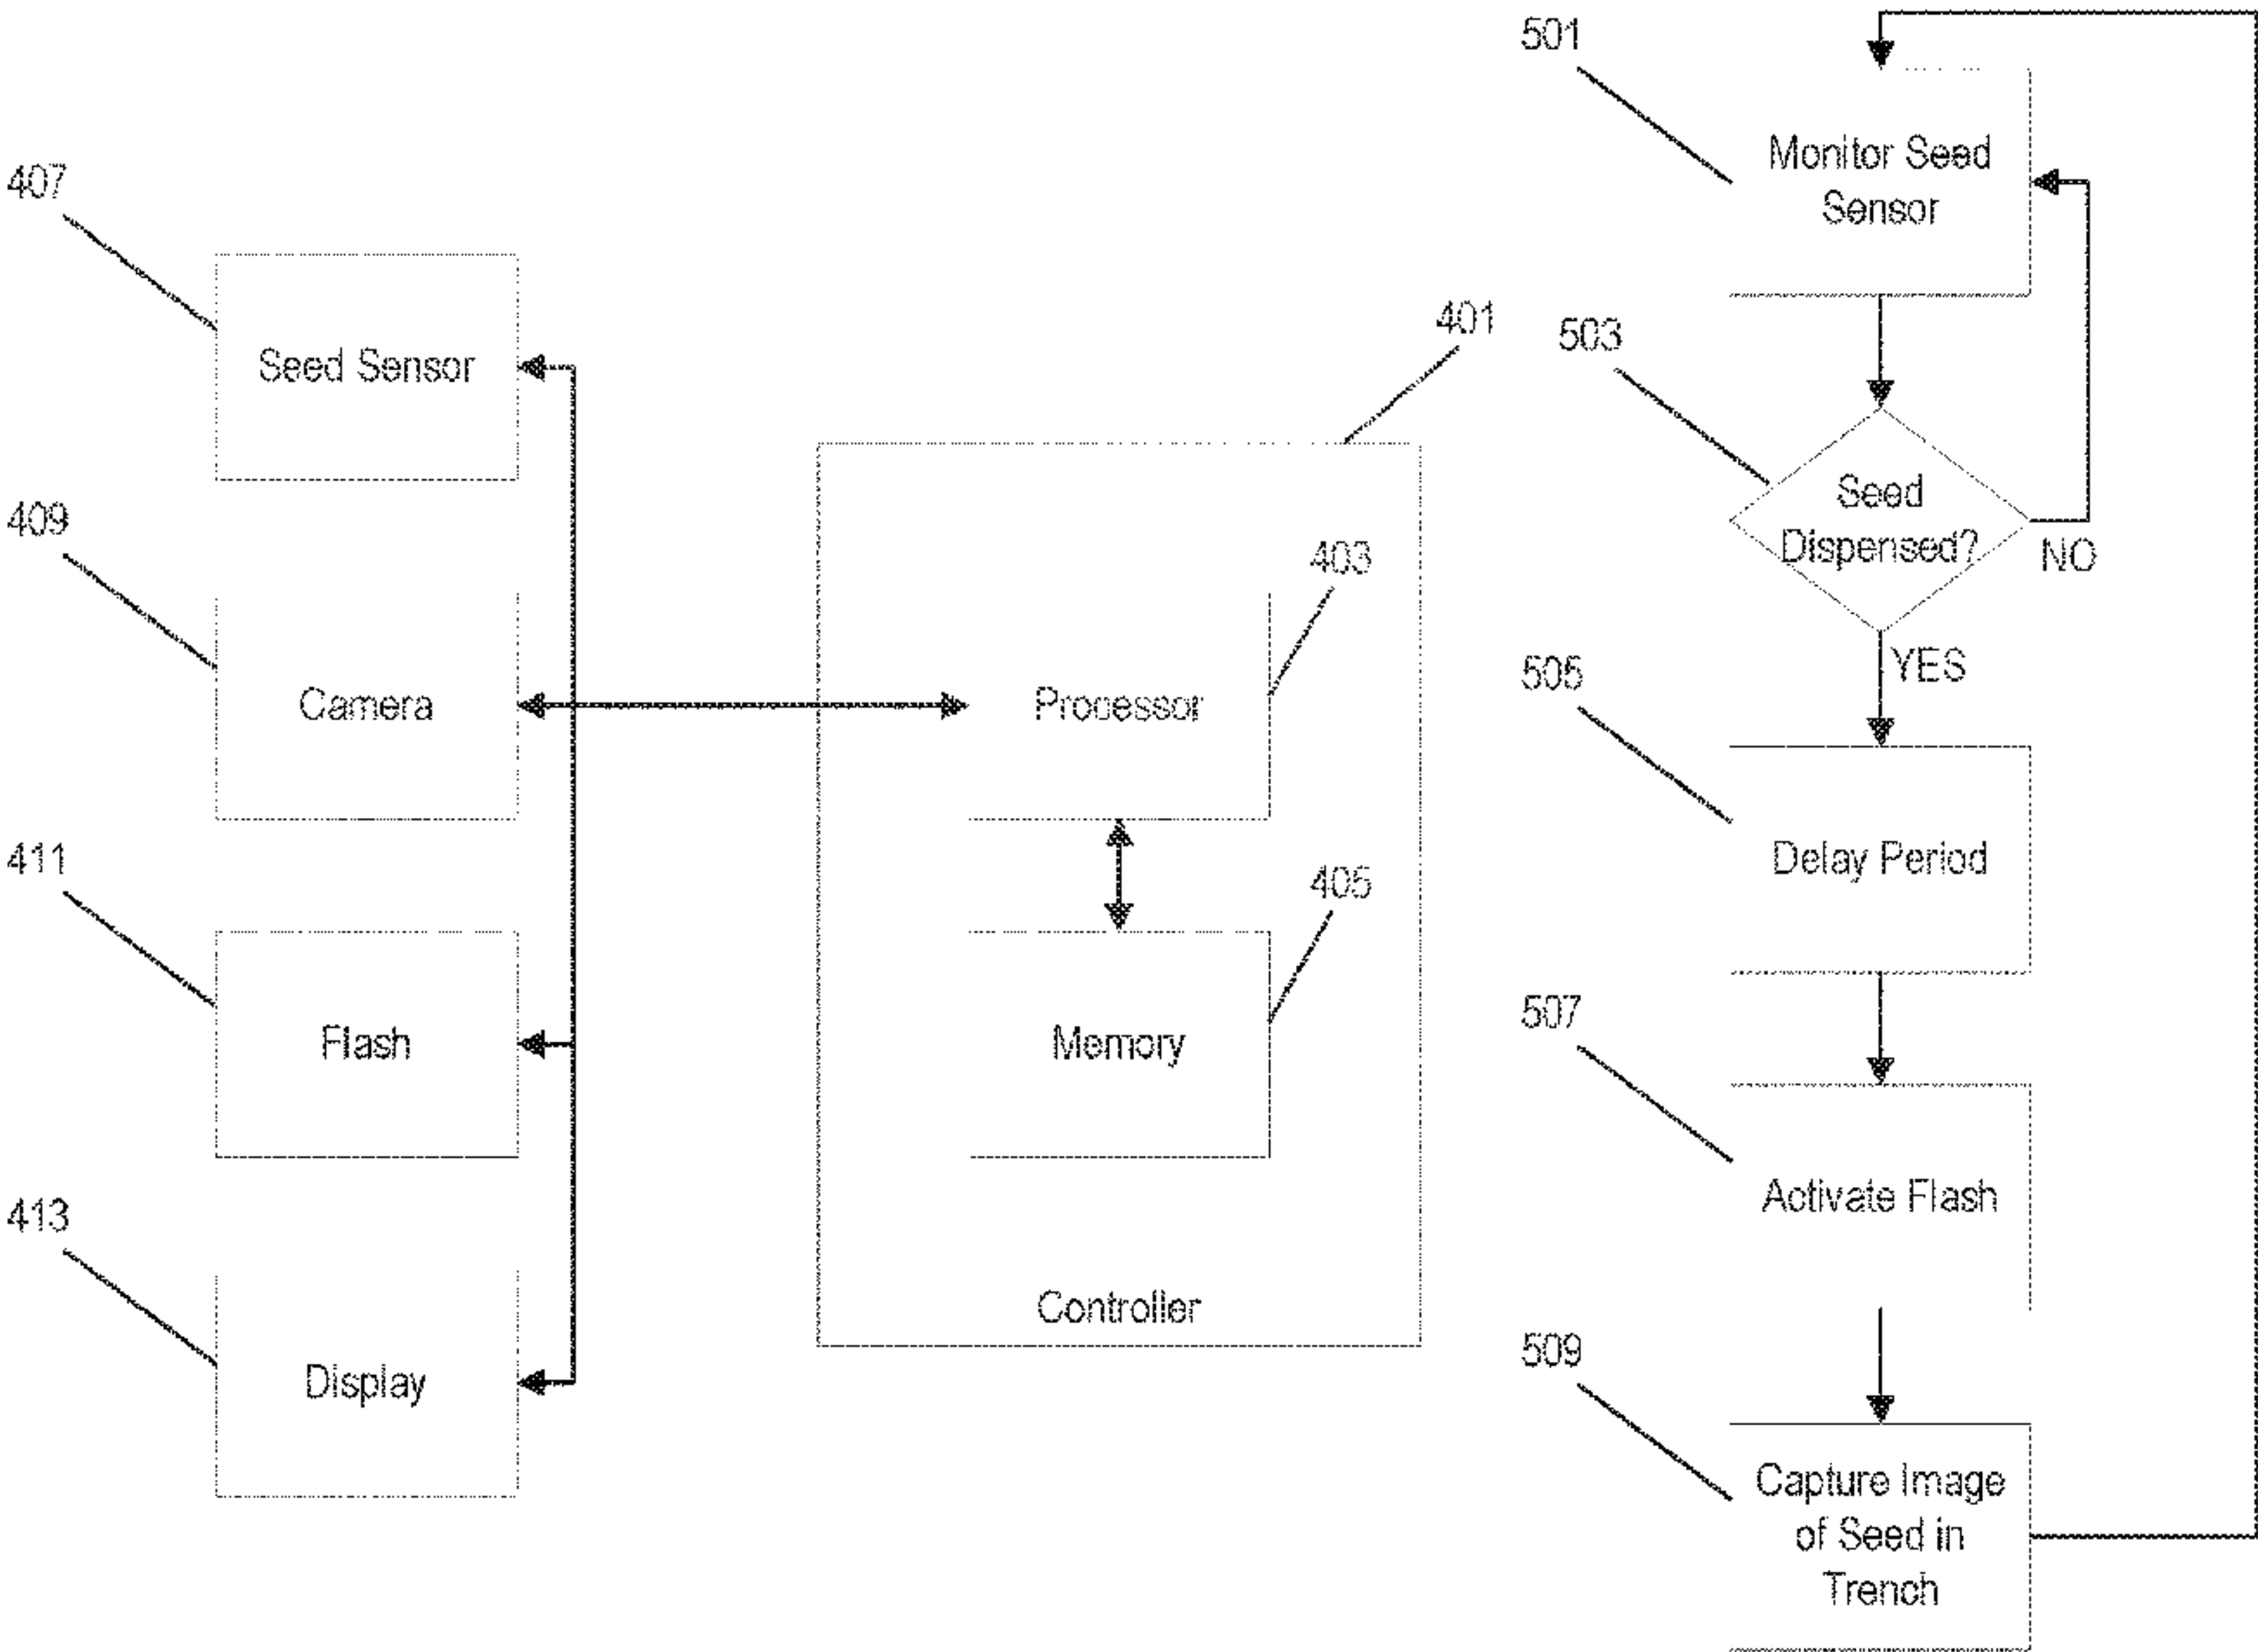 407
Seed Sensor
409
Camera
411
Flash
413
Display
401
403
Processor
405
Memory
Controller
501
Monitor Seed
Sensor
503
Seed
Dispensed?
NO
YES
505
Delay Period
507
Activate Flash
509
Capture Image
of Seed in
Trench